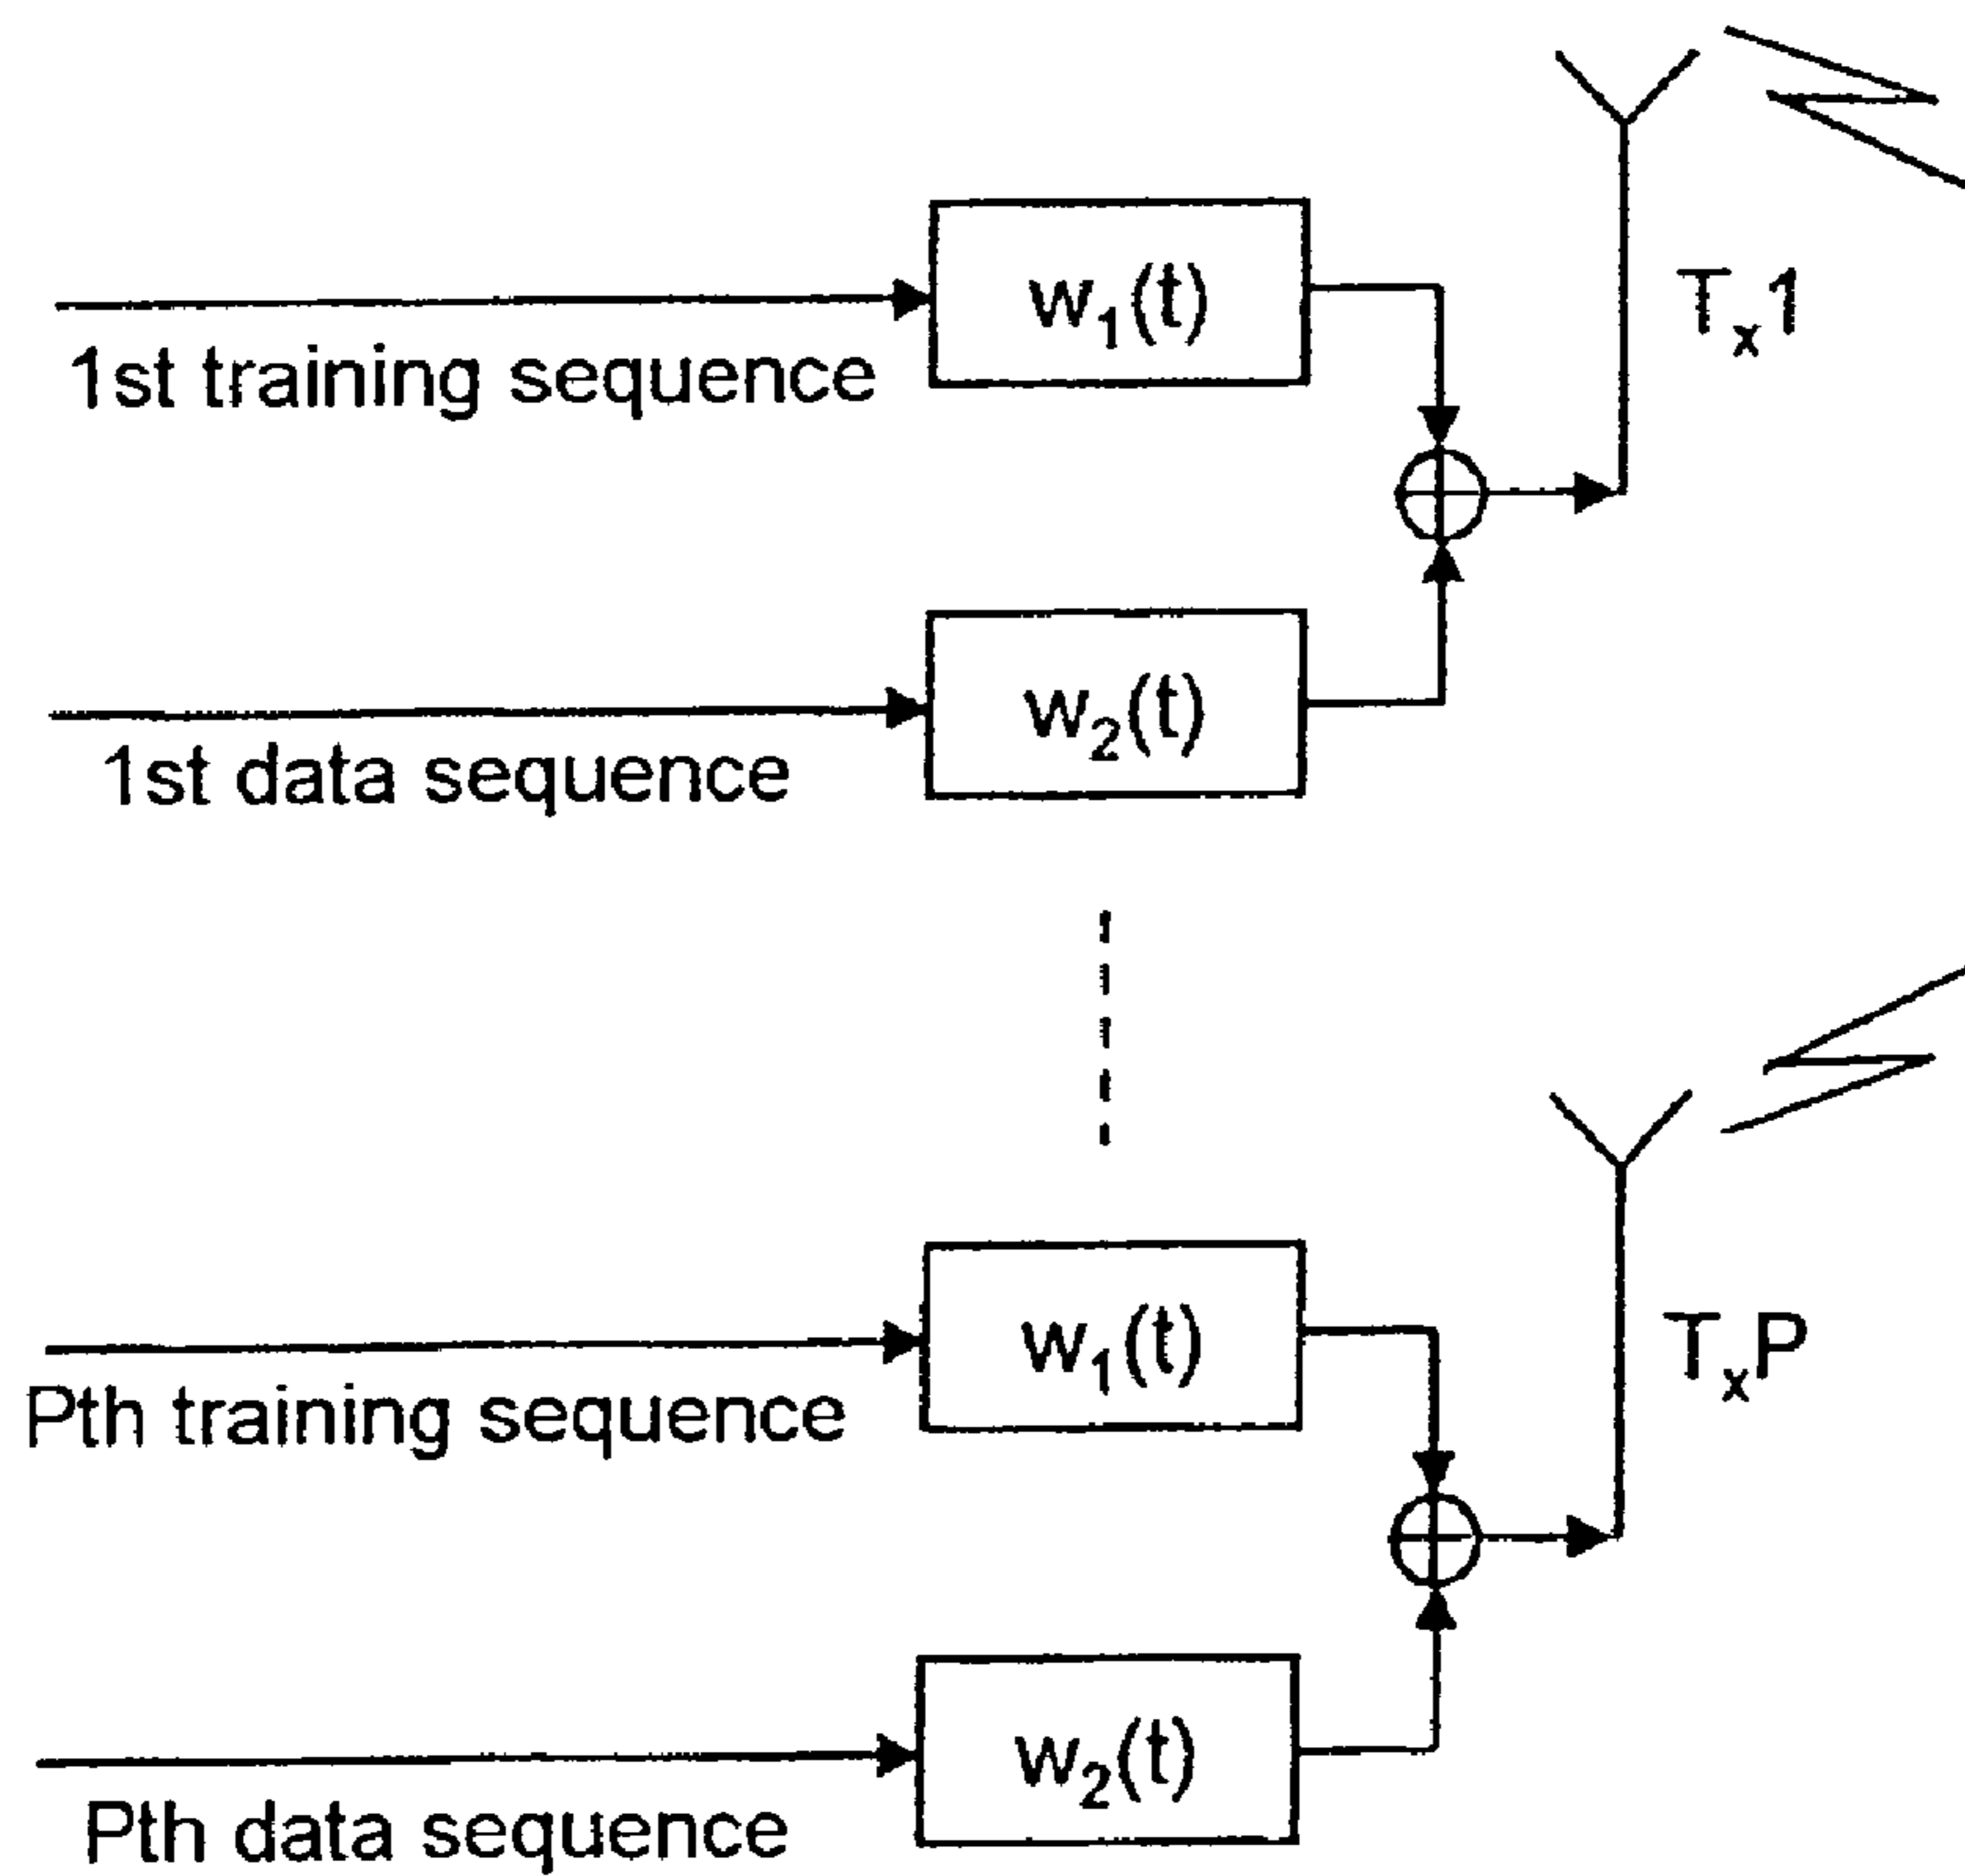 w₁(t)
Tₓ1
1st training sequence
w₂(t)
1st data sequence
w₁(t)
TₓP
Pth training sequence
w₂(t)
Pth data sequence